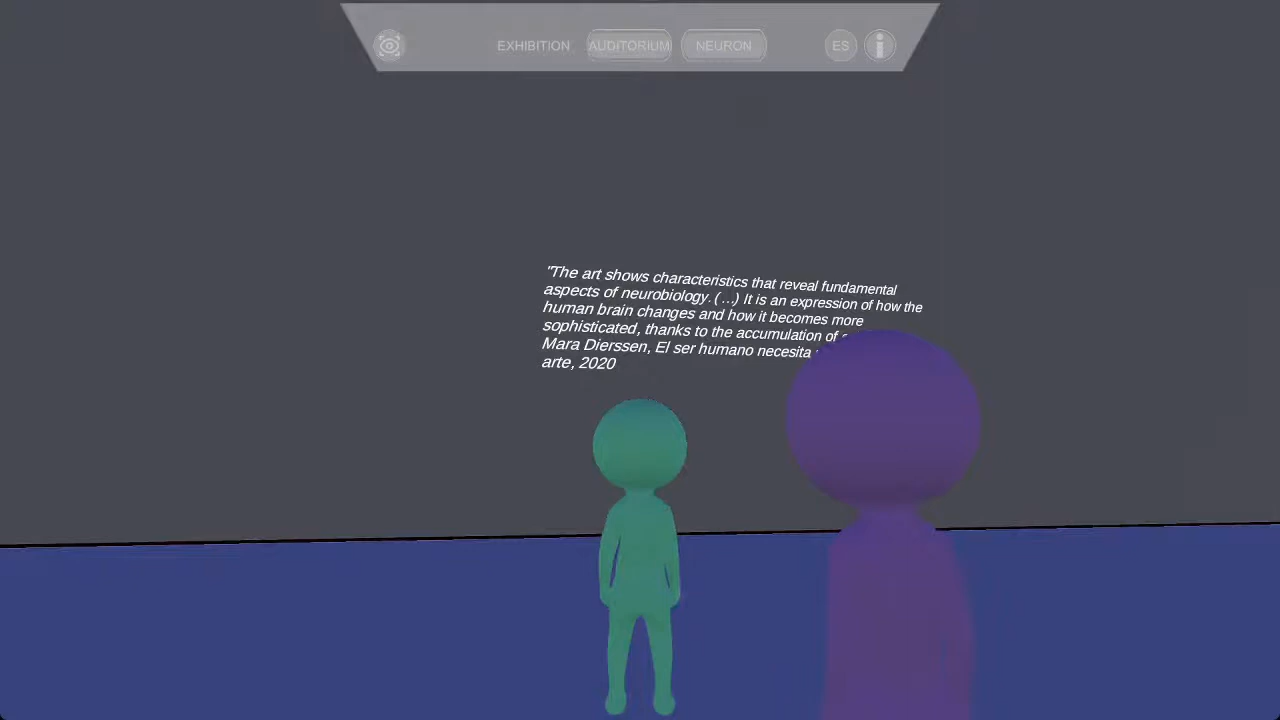 EXHIBITION AUDITORIUM NEURON ES
"The art shows characteristics that reveal fundamental
aspects of neurobiology. (…) It is an expression of how the
human brain changes and how it becomes more
sophisticated, thanks to the accumulation of
Mara Dierssen, El ser humano necesita
arte, 2020